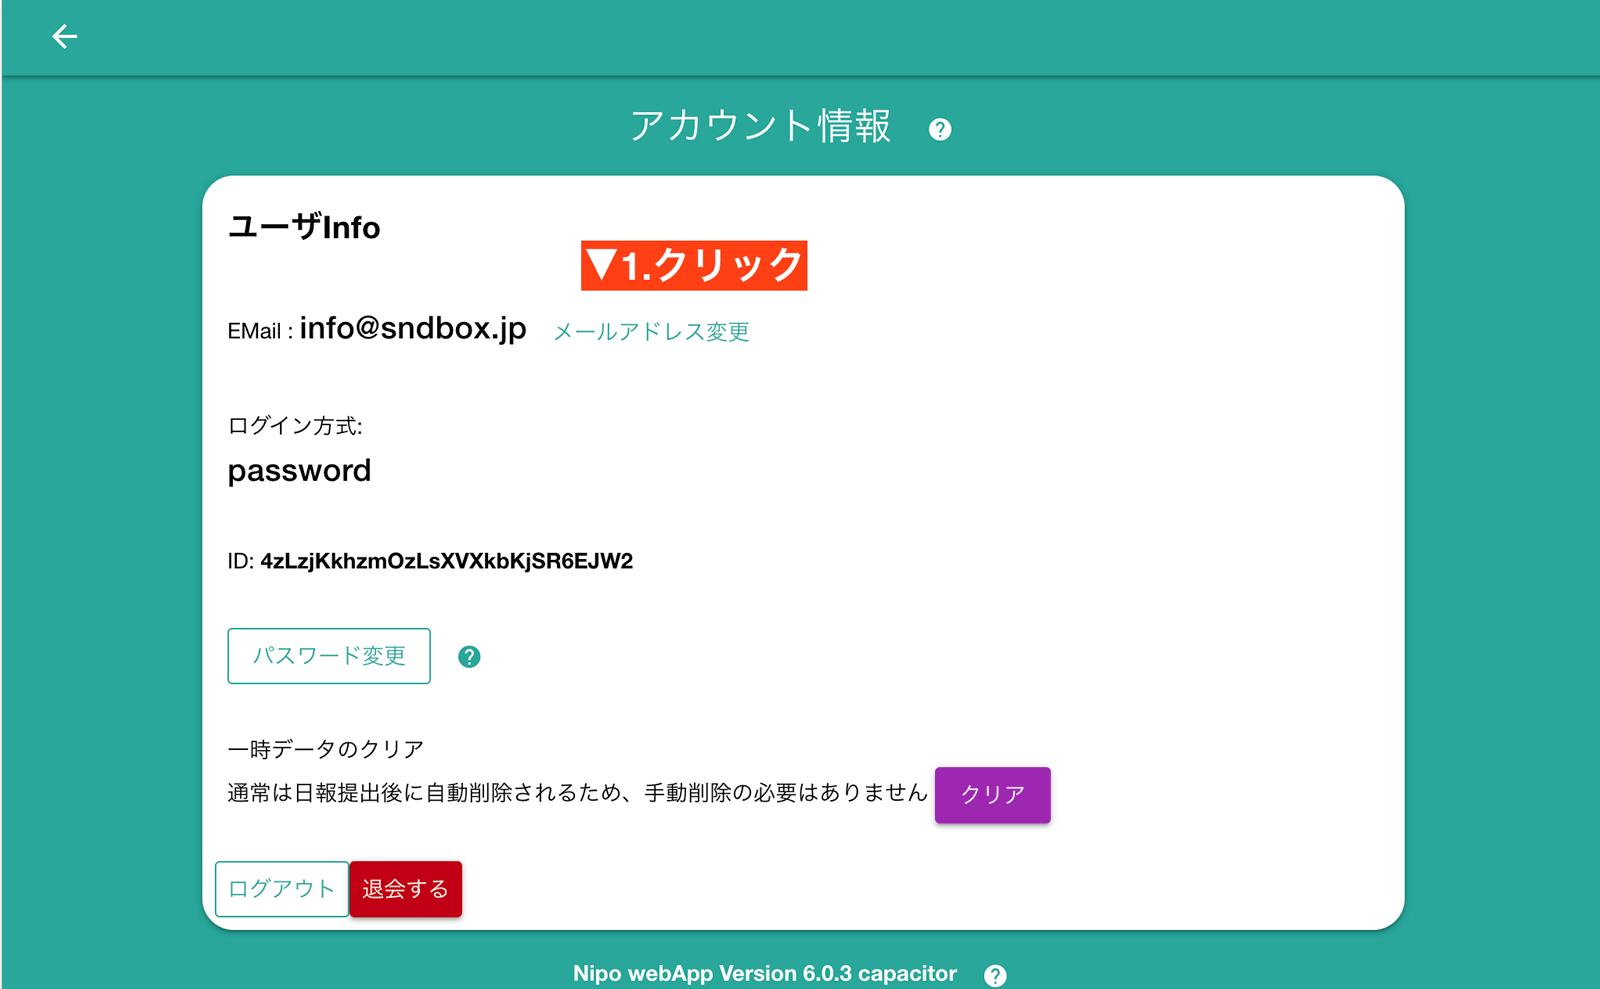 アカウント情報 ?
ユーザInfo
▼1.クリック
EMail : info@sndbox.jp メールアドレス変更
ログイン方式:
password
ID: 4zLzjKkhzmOzLsXVXkbKjSR6EJW2
パスワード変更 ?
一時データのクリア
通常は日報提出後に自動削除されるため、手動削除の必要はありません クリア
ログアウト 退会する
Nipo webApp Version 6.0.3 capacitor ?